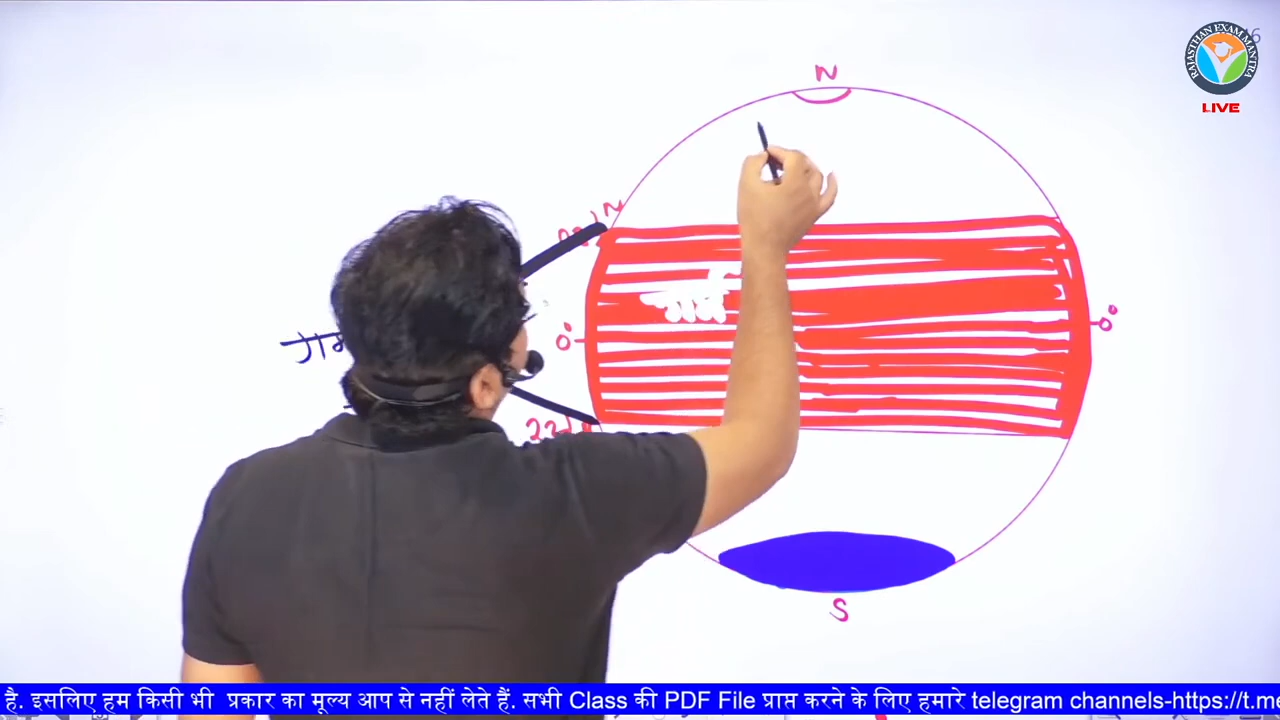 RAJASTHAN EXAM MANTRA
LIVE
N
N
0°
गर्म
0°
S
है. इसलिए हम किसी भी प्रकार का मूल्य आप से नहीं लेते हैं. सभी Class की PDF File प्राप्त करने के लिए हमारे telegram channels-https://t.m